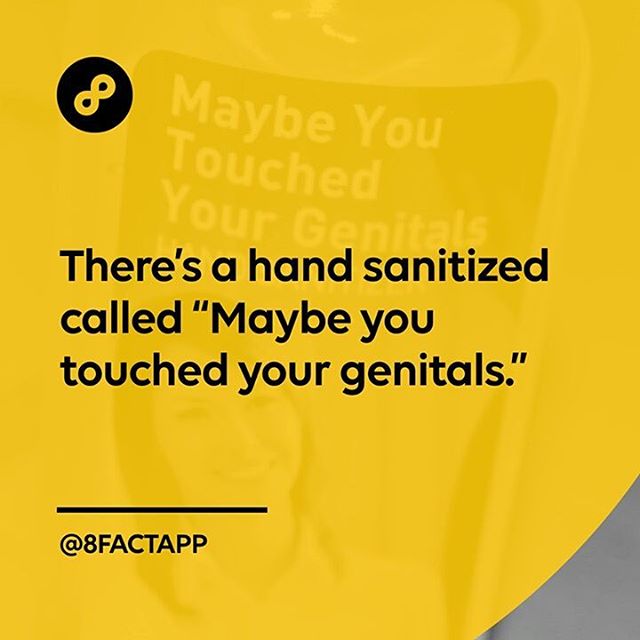 Maybe You
Touched
Your Genitals
There's a hand sanitized
called “Maybe you
touched your genitals.”
@8FACTAPP